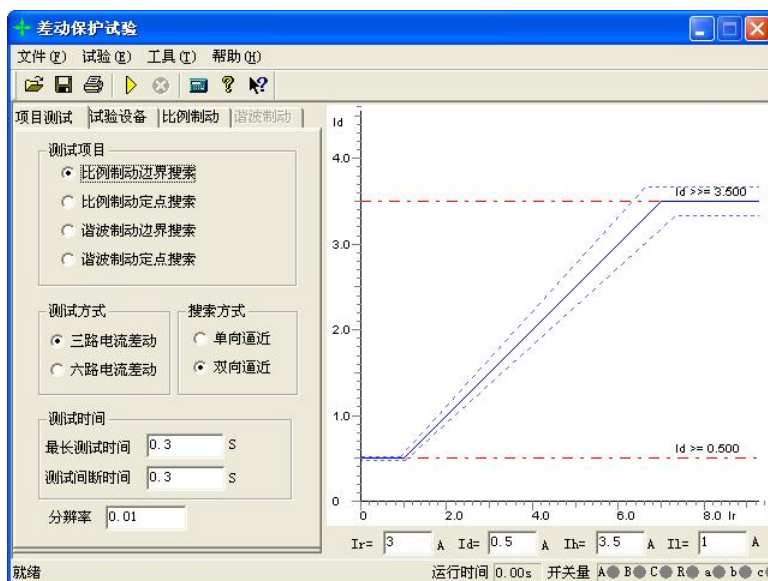 差动保护试验
文件(F) 试验(E) 工具(T) 帮助(H)
项目测试 试验设备 比例制动 谐波制动
测试项目
比例制动边界搜索
比例制动定点搜索
谐波制动边界搜索
谐波制动定点搜索
测试方式
三路电流差动
六路电流差动
搜索方式
单向逼近
双向逼近
测试时间
最长测试时间 0.3 S
测试间断时间 0.3 S
分辨率 0.01
Id
4.0
3.0
2.0
1.0
0
Id >>= 3.500
Id >= 0.500
0 2.0 4.0 6.0 8.0 Ir
Ir= 3 A Id= 0.5 A Ih= 3.5 A Il= 1 A
就绪
运行时间 0.00s 开关量 A B C R a b c